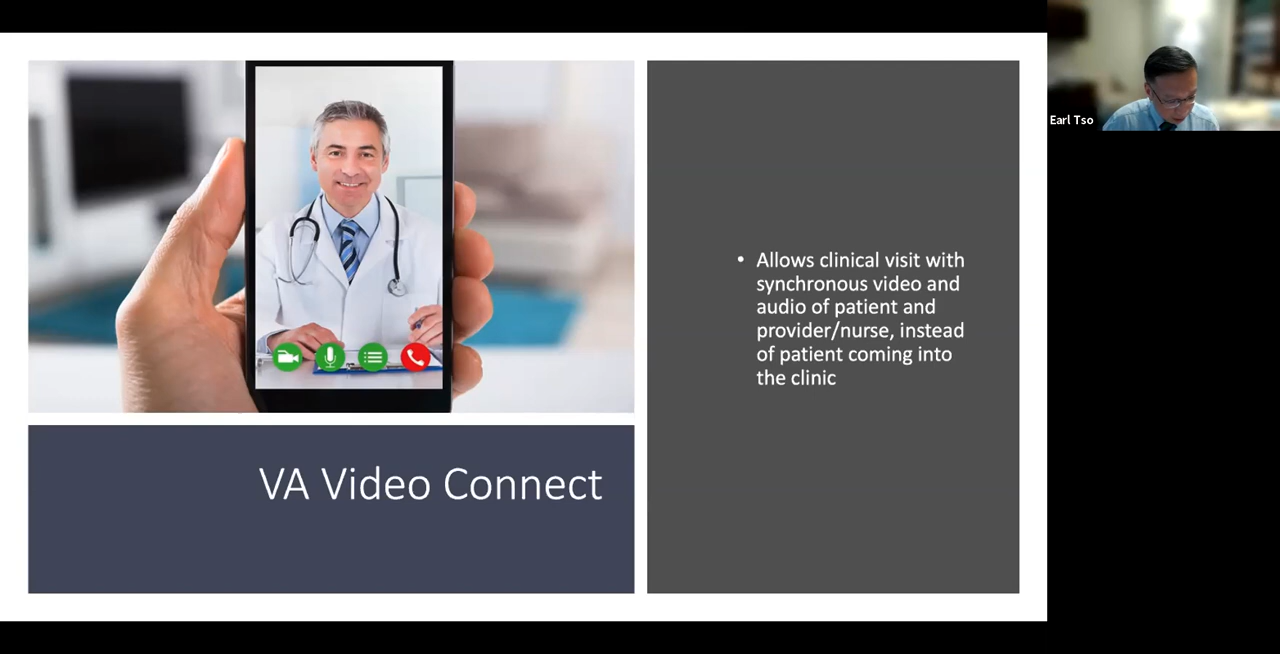 Earl Tso
• Allows clinical visit with
synchronous video and
audio of patient and
provider/nurse, instead
of patient coming into
the clinic
VA Video Connect